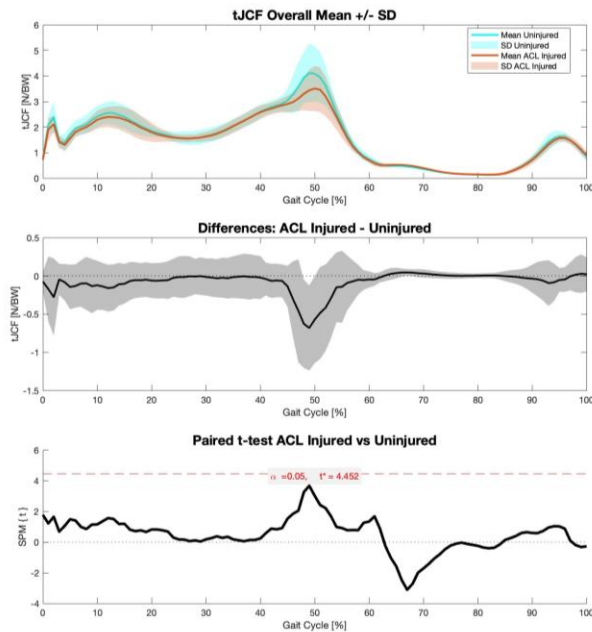 tJCF Overall Mean +/- SD
6
5
4
3
2
1
0
tJCF [N/BW]
Mean Uninjured
SD Uninjured
Mean ACL Injured
SD ACL Injured
0 10 20 30 40 50 60 70 80 90 100
Gait Cycle [%]
Differences: ACL Injured - Uninjured
0.5
0
-0.5
-1
-1.5
tJCF [N/BW]
0 10 20 30 40 50 60 70 80 90 100
Gait Cycle [%]
Paired t-test ACL Injured vs Uninjured
6
4
2
0
-2
-4
SPM { t }
α =0.05, t* = 4.452
0 10 20 30 40 50 60 70 80 90 100
Gait Cycle [%]